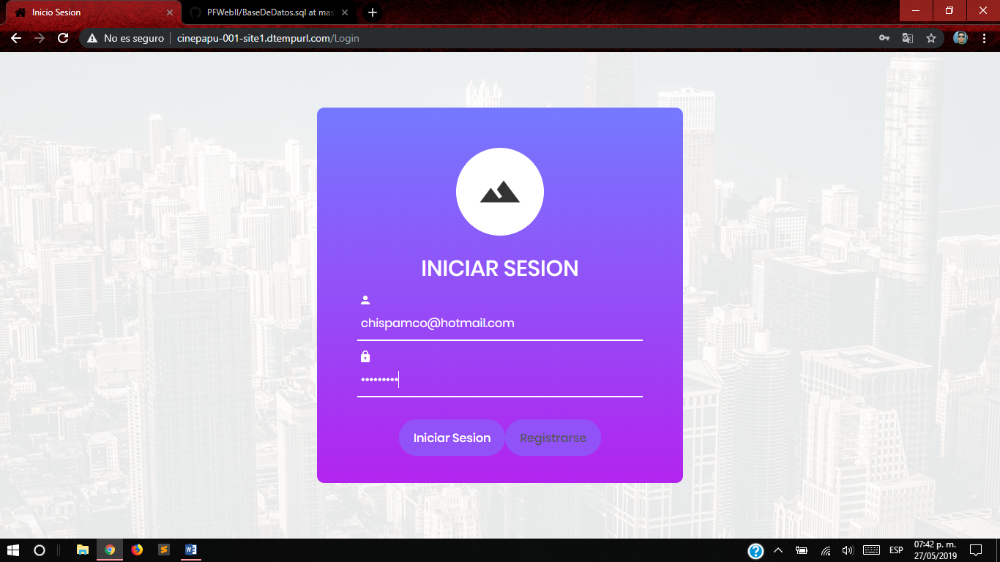 Inicio Sesion
PFWebII/BaseDeDatos.sql at mas
No es seguro
cinepapu-001-site1.dtempurl.com/Login
INICIAR SESION
chispamco@hotmail.com
•••••••••
Iniciar Sesion
Registrarse
ESP
07:42 p. m.
27/05/2019